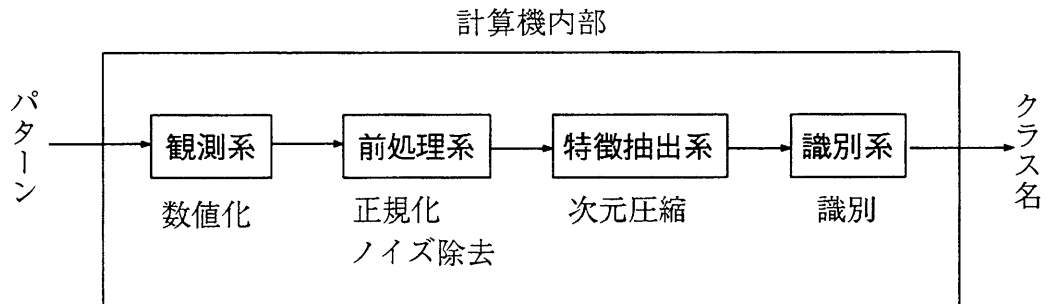 計算機内部
パターン
観測系
前処理系
特徴抽出系
識別系
クラス名
数値化
正規化
次元圧縮
識別
ノイズ除去